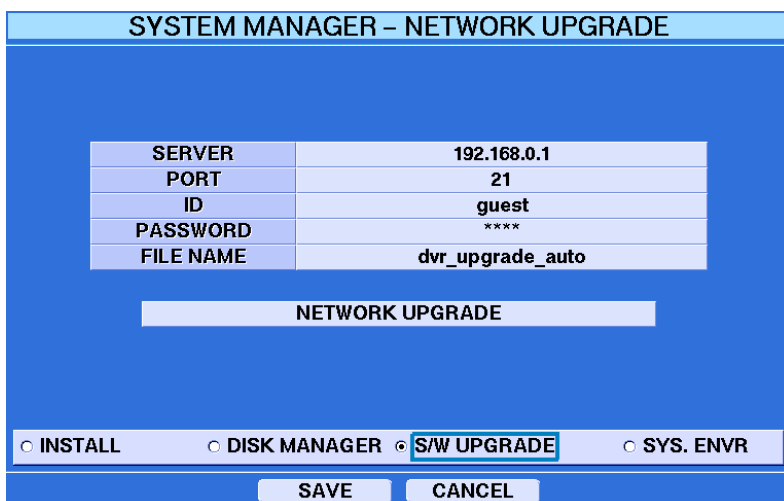 SYSTEM MANAGER – NETWORK UPGRADE
SERVER 192.168.0.1
PORT 21
ID guest
PASSWORD ****
FILE NAME dvr_upgrade_auto
NETWORK UPGRADE
INSTALL DISK MANAGER S/W UPGRADE SYS. ENVR
SAVE CANCEL